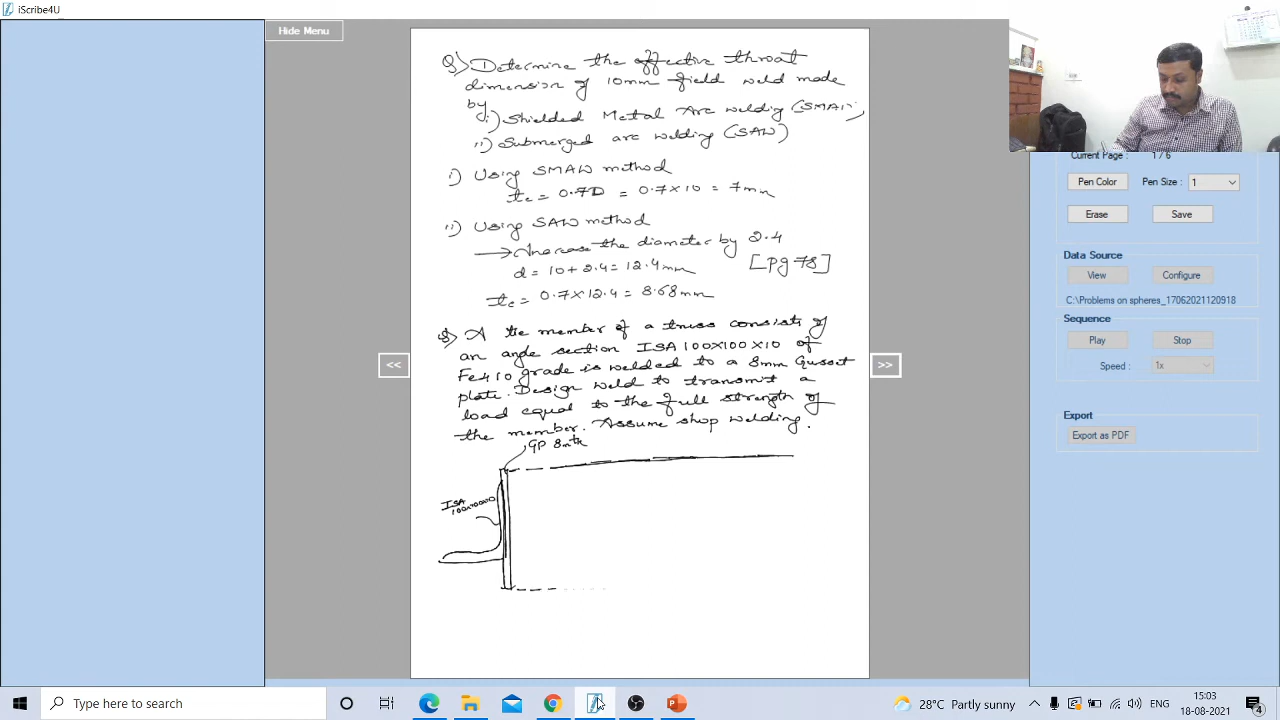 iScribe4U
Hide Menu
Q) Determine the effective throat
dimension of 10mm field weld made
by
i) Shielded Metal Arc welding (SMAW)
ii) Submerged arc welding (SAW)
i) Using SMAW method
te = 0.7D = 0.7×10 = 7mm
ii) Using SAW method
→ Increase the diameter by 2.4
d = 10 + 2.4 = 12.4mm [Pg 78]
te = 0.7×12.4 = 8.68mm
Q) A tie member of a truss consists of
an angle section ISA 100×100×10 of
Fe410 grade is welded to a 8mm Gusset
plate. Design weld to transmit a
load equal to the full strength of
the member. Assume shop welding.
GP 8mtk
ISA
100x100x10
<<
>>
Current Page : 1 / 6
Pen Color Pen Size : 1
Erase Save
Data Source
View Configure
C:\Problems on spheres_17062021120918
Sequence
Play Stop
Speed : 1x
Export
Export as PDF
Type here to search
28°C Partly sunny
15:03
18-08-2021
4